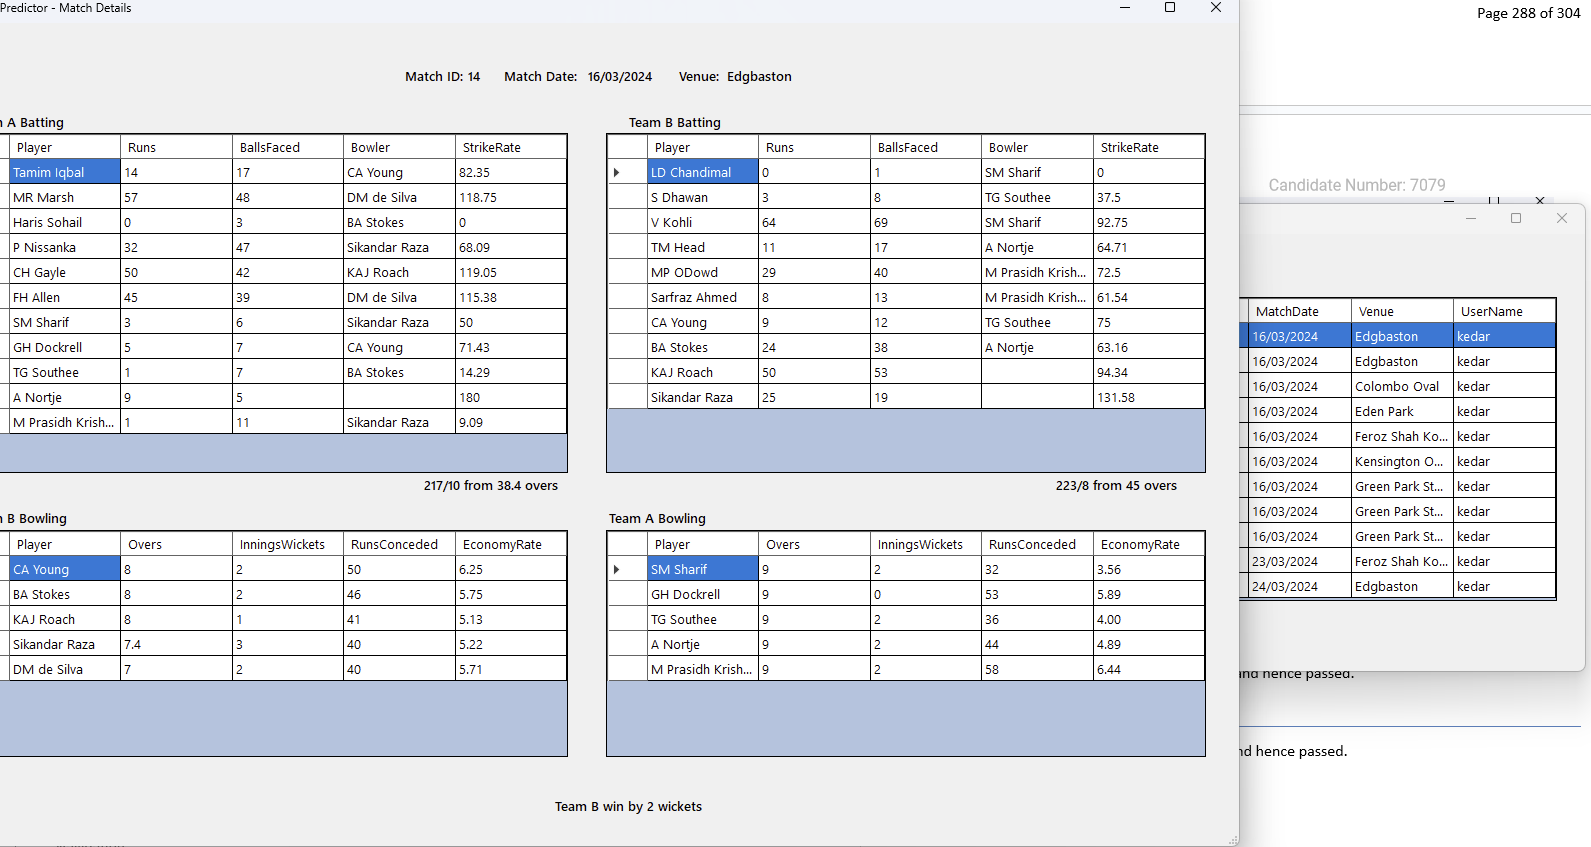 Predictor - Match Details
Page 288 of 304
Match ID: 14 Match Date: 16/03/2024 Venue: Edgbaston
A Batting
Player Runs BallsFaced Bowler StrikeRate
Tamim Iqbal 14 17 CA Young 82.35
MR Marsh 57 48 DM de Silva 118.75
Haris Sohail 0 3 BA Stokes 0
P Nissanka 32 47 Sikandar Raza 68.09
CH Gayle 50 42 KAJ Roach 119.05
FH Allen 45 39 DM de Silva 115.38
SM Sharif 3 6 Sikandar Raza 50
GH Dockrell 5 7 CA Young 71.43
TG Southee 1 7 BA Stokes 14.29
A Nortje 9 5 180
M Prasidh Krish... 1 11 Sikandar Raza 9.09
217/10 from 38.4 overs
Team B Batting
Player Runs BallsFaced Bowler StrikeRate
LD Chandimal 0 1 SM Sharif 0
S Dhawan 3 8 TG Southee 37.5
V Kohli 64 69 SM Sharif 92.75
TM Head 11 17 A Nortje 64.71
MP ODowd 29 40 M Prasidh Krish... 72.5
Sarfraz Ahmed 8 13 M Prasidh Krish... 61.54
CA Young 9 12 TG Southee 75
BA Stokes 24 38 A Nortje 63.16
KAJ Roach 50 53 94.34
Sikandar Raza 25 19 131.58
223/8 from 45 overs
B Bowling
Player Overs InningsWickets RunsConceded EconomyRate
CA Young 8 2 50 6.25
BA Stokes 8 2 46 5.75
KAJ Roach 8 1 41 5.13
Sikandar Raza 7.4 3 40 5.22
DM de Silva 7 2 40 5.71
Team A Bowling
Player Overs InningsWickets RunsConceded EconomyRate
SM Sharif 9 2 32 3.56
GH Dockrell 9 0 53 5.89
TG Southee 9 2 36 4.00
A Nortje 9 2 44 4.89
M Prasidh Krish... 9 2 58 6.44
Team B win by 2 wickets
Candidate Number: 7079
MatchDate Venue UserName
16/03/2024 Edgbaston kedar
16/03/2024 Edgbaston kedar
16/03/2024 Colombo Oval kedar
16/03/2024 Eden Park kedar
16/03/2024 Feroz Shah Ko... kedar
16/03/2024 Kensington O... kedar
16/03/2024 Green Park St... kedar
16/03/2024 Green Park St... kedar
16/03/2024 Green Park St... kedar
23/03/2024 Feroz Shah Ko... kedar
24/03/2024 Edgbaston kedar
hence passed.
hence passed.